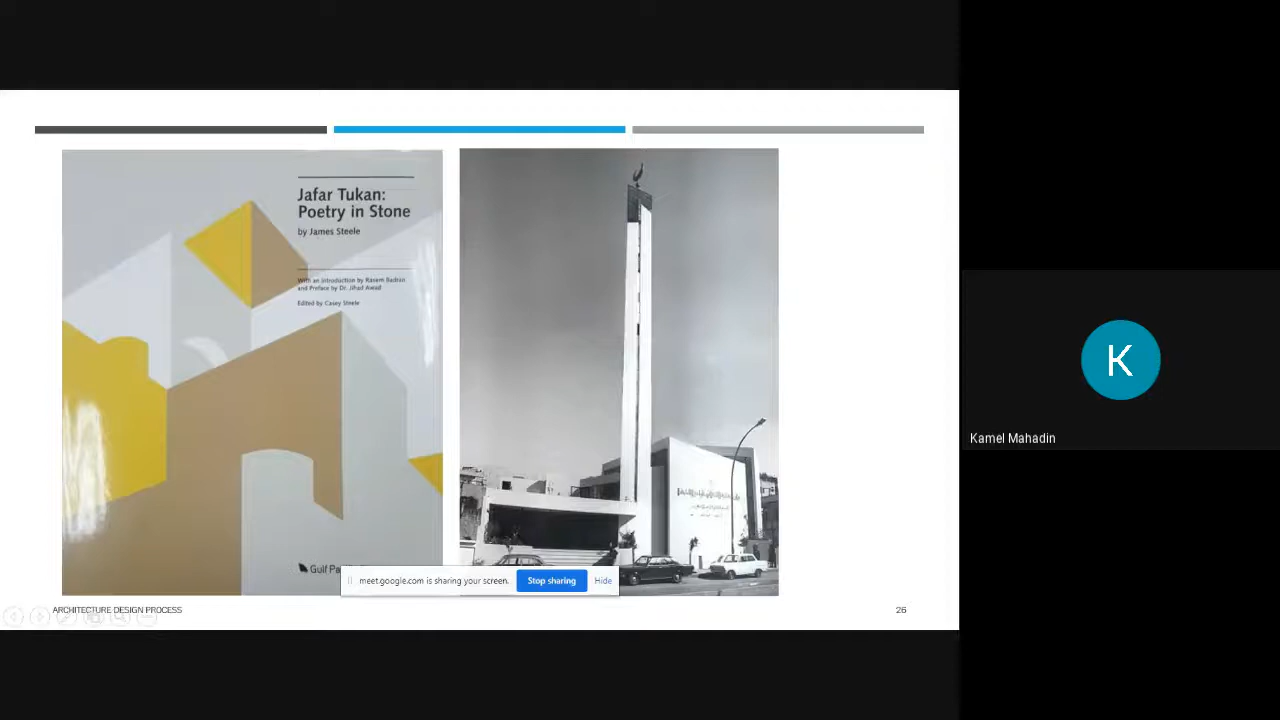 Jafar Tukan:
Poetry in Stone
by James Steele
With an introduction by Rasem Badran
and Preface by Dr. Jihad Awad
Edited by Casey Steele
Gulf Pa
meet.google.com is sharing your screen.
Stop sharing
Hide
ARCHITECTURE DESIGN PROCESS
26
K
Kamel Mahadin